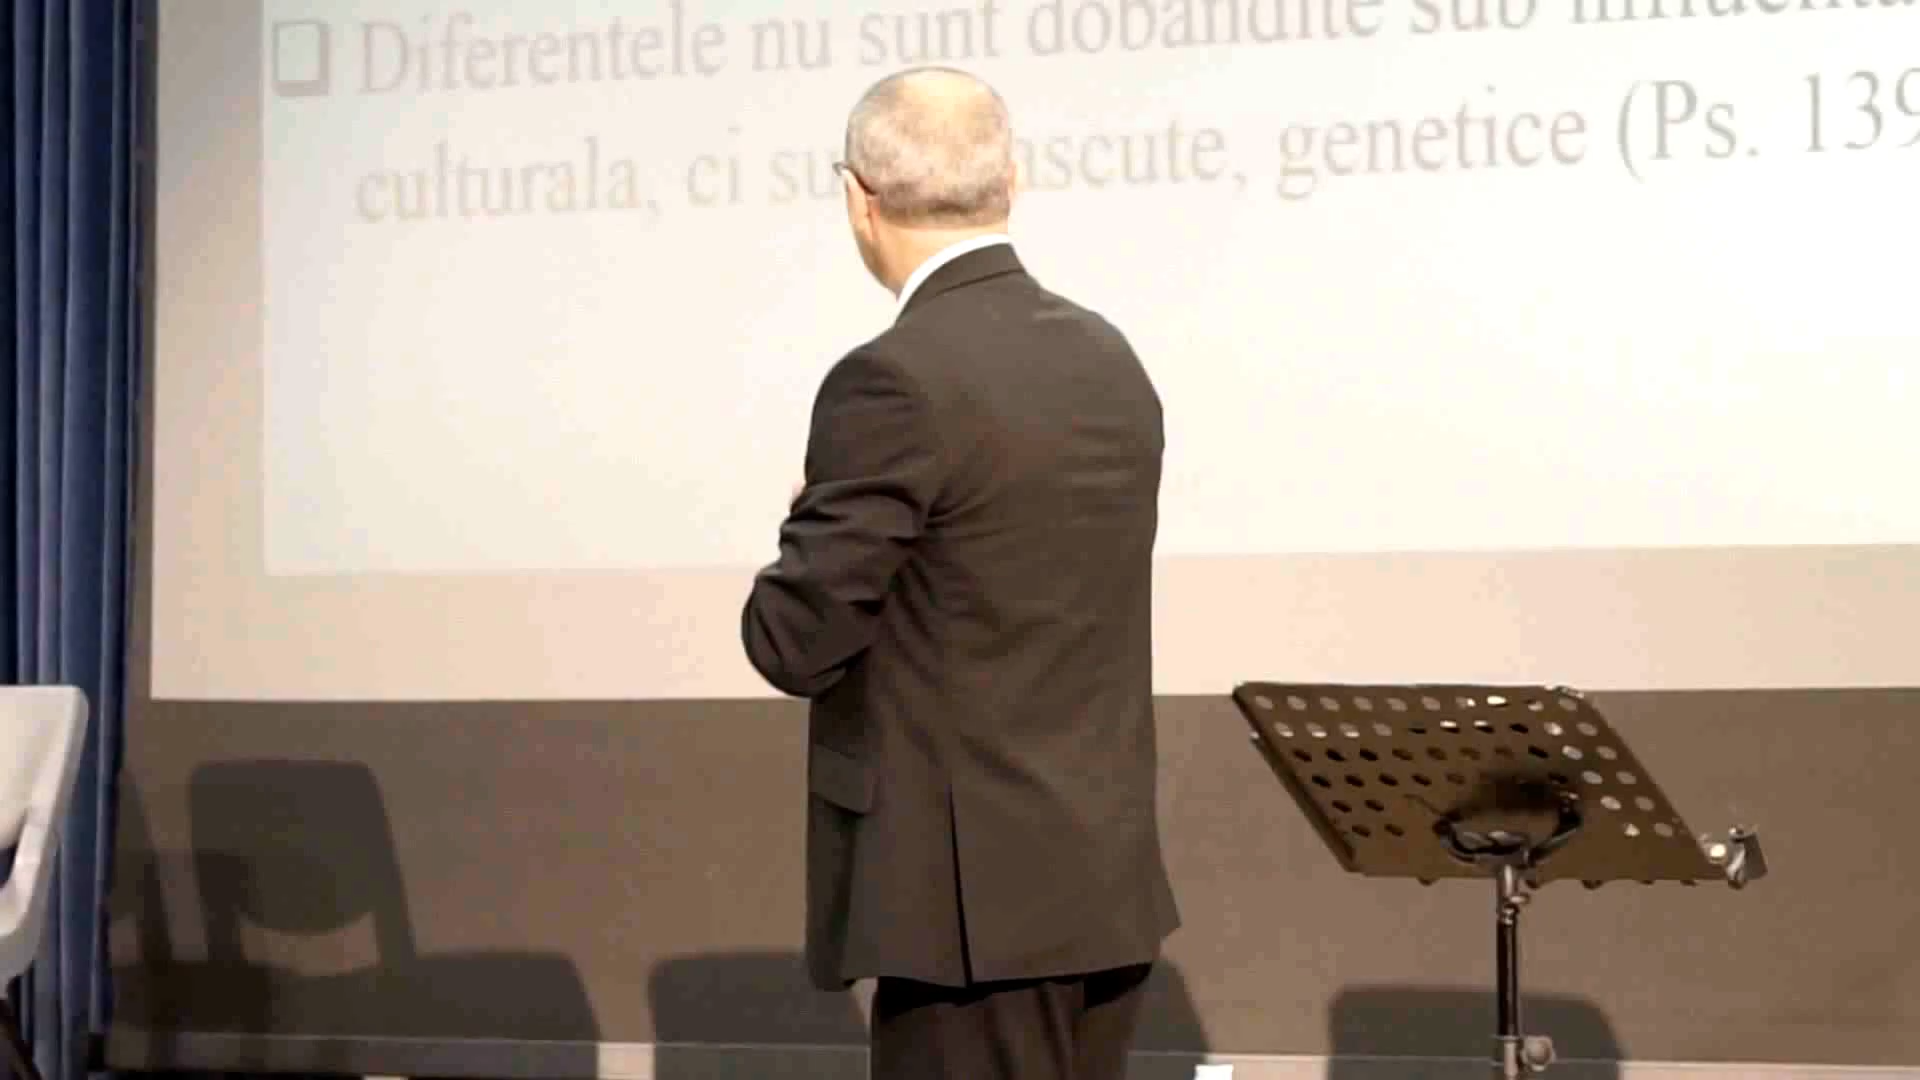 Diferentele nu sunt dobandite sub
culturala, ci genetice (Ps. 139